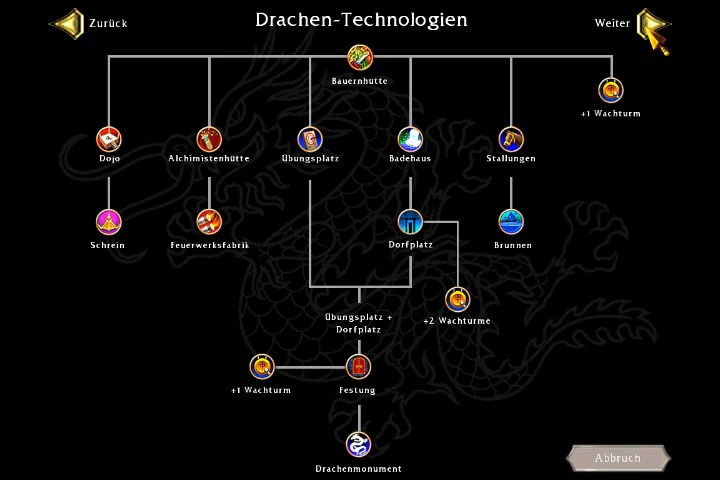 Zurück
Drachen-Technologien
Weiter
Bauernhütte
+1 Wachturm
Dojo
Alchimistenhütte
Übungsplatz
Badehaus
Stallungen
Schrein
Feuerwerksfabrik
Dorfplatz
Brunnen
Übungsplatz +
Dorfplatz
+2 Wachturme
+1 Wachturm
Festung
Drachenmonument
Abbruch